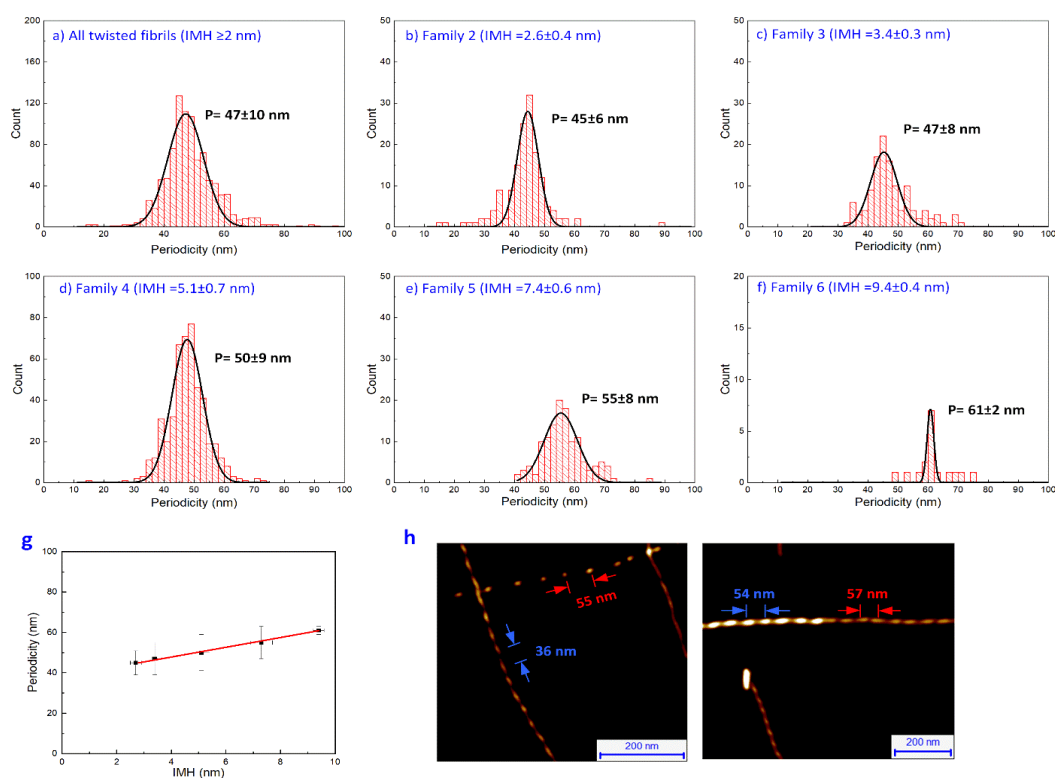 a) All twisted fibrils (IMH ≥2 nm)
P= 47±10 nm
Count
200
160
120
80
40
0
0 10 20 30 40 50 60 70 80 90 100
Periodicity (nm)
b) Family 2 (IMH =2.6±0.4 nm)
P= 45±6 nm
Count
50
40
30
20
10
0
0 10 20 30 40 50 60 70 80 90 100
Periodicity (nm)
c) Family 3 (IMH =3.4±0.3 nm)
P= 47±8 nm
Count
50
40
30
20
10
0
0 10 20 30 40 50 60 70 80 90 100
Periodicity (nm)
d) Family 4 (IMH =5.1±0.7 nm)
P= 50±9 nm
Count
100
80
60
40
20
0
0 10 20 30 40 50 60 70 80 90 100
Periodicity (nm)
e) Family 5 (IMH =7.4±0.6 nm)
P= 55±8 nm
Count
50
40
30
20
10
0
0 10 20 30 40 50 60 70 80 90 100
Periodicity (nm)
f) Family 6 (IMH =9.4±0.4 nm)
P= 61±2 nm
Count
20
15
10
5
0
0 10 20 30 40 50 60 70 80 90 100
Periodicity (nm)
g
Periodicity (nm)
100
80
60
40
20
0
0 2 4 6 8 10
IMH (nm)
h
55 nm
36 nm
200 nm
54 nm
57 nm
200 nm